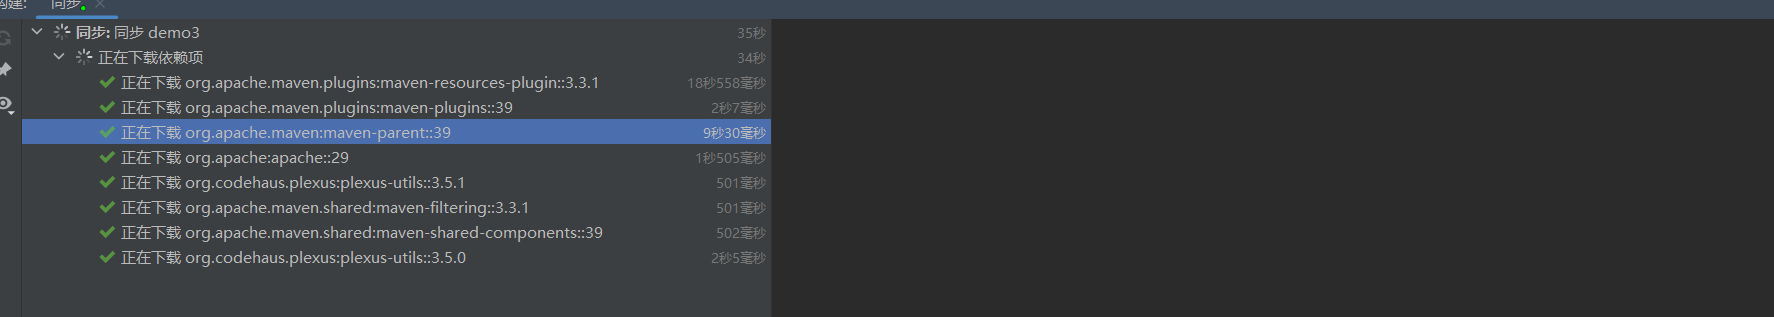 构建: 同步
同步: 同步 demo3 35秒
正在下载依赖项 34秒
正在下载 org.apache.maven.plugins:maven-resources-plugin::3.3.1 18秒558毫秒
正在下载 org.apache.maven.plugins:maven-plugins::39 2秒7毫秒
正在下载 org.apache.maven:maven-parent::39 9秒30毫秒
正在下载 org.apache:apache::29 1秒505毫秒
正在下载 org.codehaus.plexus:plexus-utils::3.5.1 501毫秒
正在下载 org.apache.maven.shared:maven-filtering::3.3.1 501毫秒
正在下载 org.apache.maven.shared:maven-shared-components::39 502毫秒
正在下载 org.codehaus.plexus:plexus-utils::3.5.0 2秒5毫秒